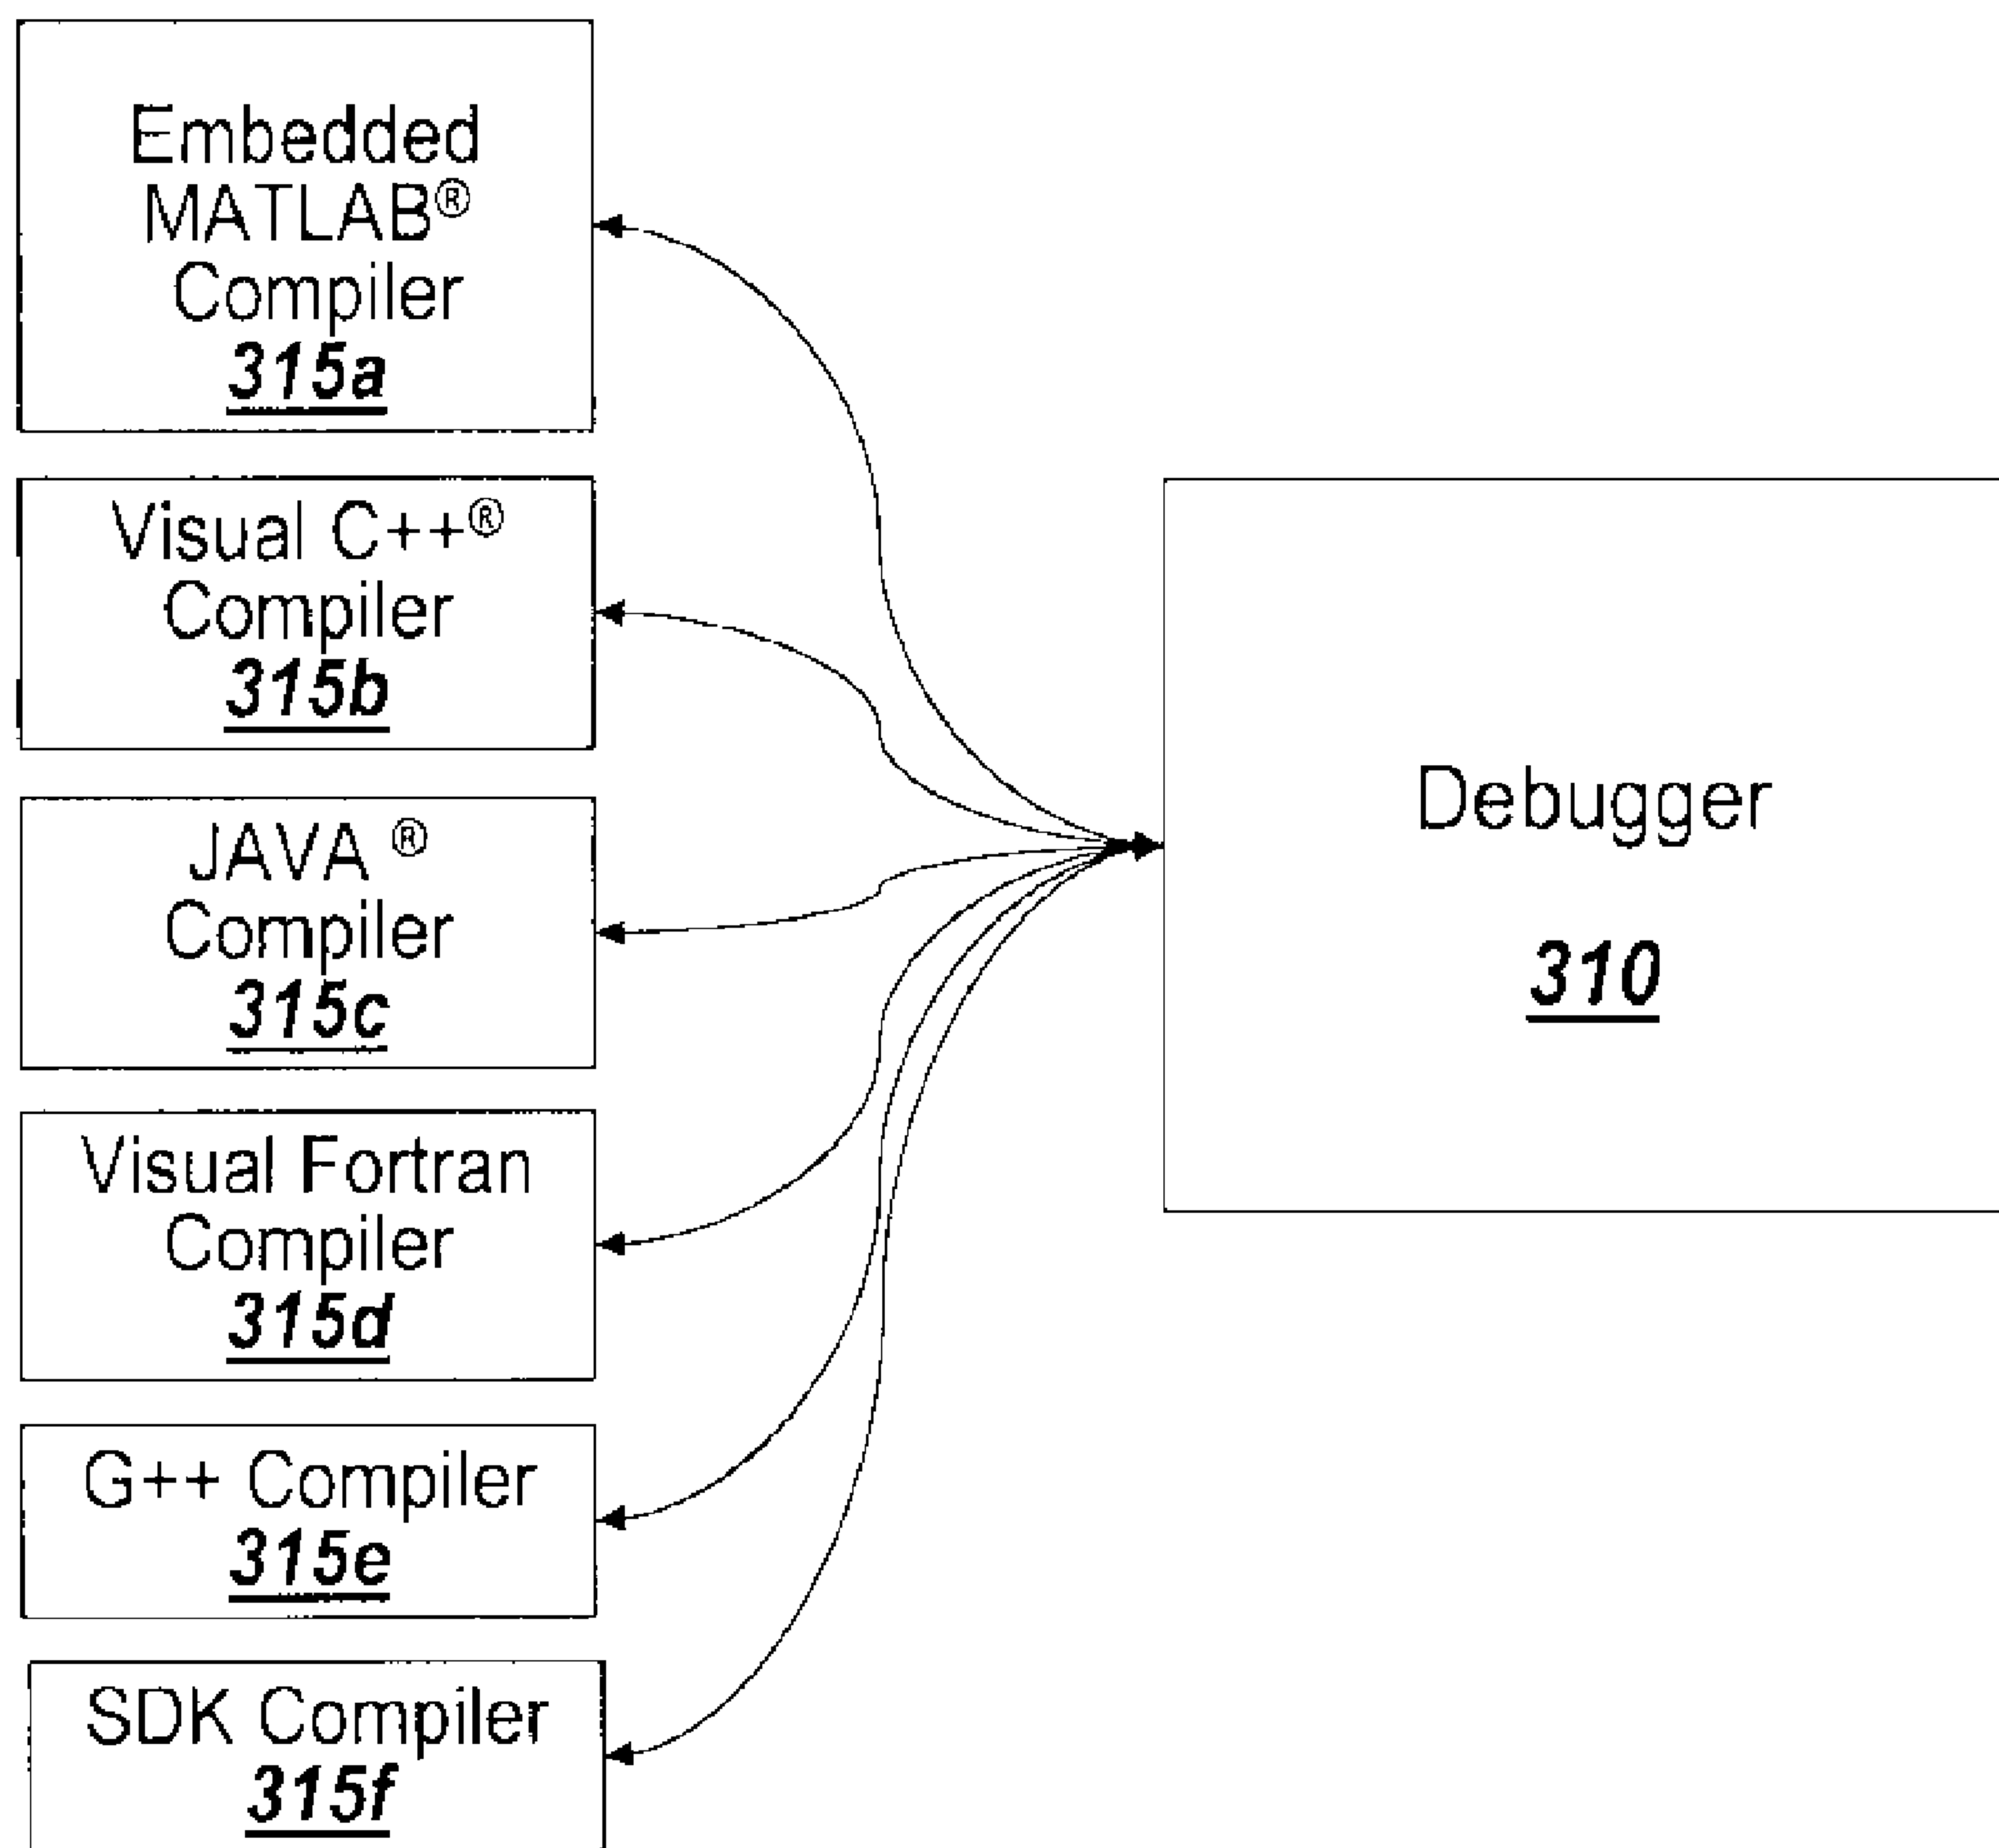 Embedded
MATLAB®
Compiler
315a
Visual C++®
Compiler
315b
JAVA ®
Compiler
315c
Visual Fortran
Compiler
315d
G++ Compiler
315e
SDK Compiler
315f
Debugger
310